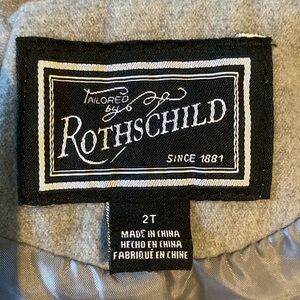 TAILORED
by
ROTHSCHILD
SINCE 1881
2T
MADE IN CHINA
HECHO EN CHINA
FABRIQUÉ EN CHINE